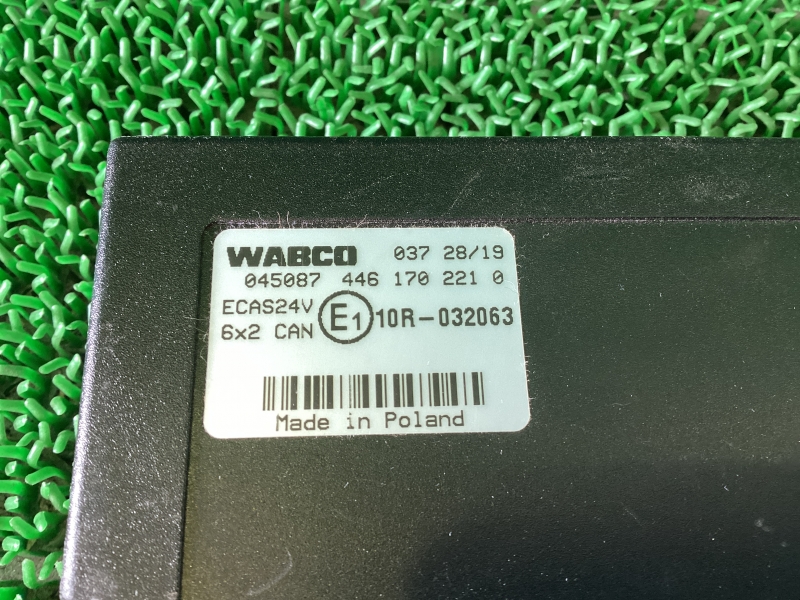 WABCO 037 28/19
045087 446 170 221 0
ECAS24V
6x2 CAN E1 10R-032063
Made in Poland